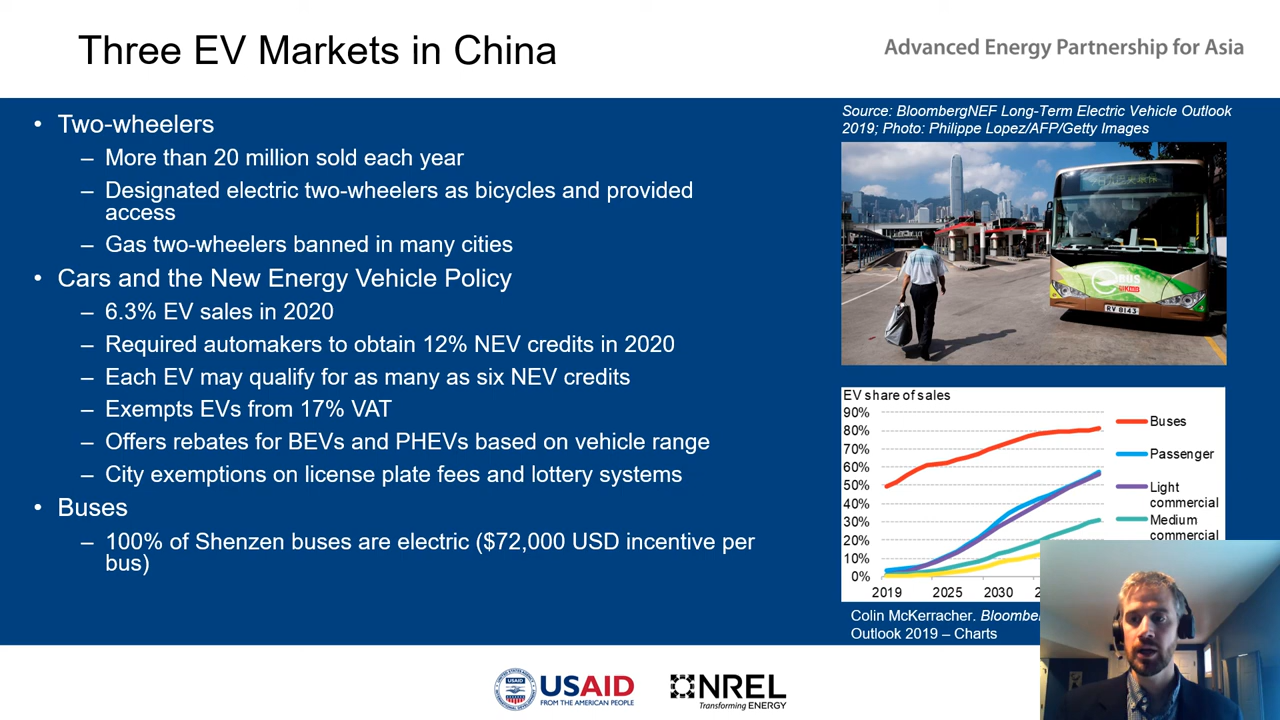 Three EV Markets in China
Advanced Energy Partnership for Asia
• Two-wheelers
– More than 20 million sold each year
– Designated electric two-wheelers as bicycles and provided
access
– Gas two-wheelers banned in many cities
• Cars and the New Energy Vehicle Policy
– 6.3% EV sales in 2020
– Required automakers to obtain 12% NEV credits in 2020
– Each EV may qualify for as many as six NEV credits
– Exempts EVs from 17% VAT
– Offers rebates for BEVs and PHEVs based on vehicle range
– City exemptions on license plate fees and lottery systems
• Buses
– 100% of Shenzen buses are electric ($72,000 USD incentive per
bus)
Source: BloombergNEF Long-Term Electric Vehicle Outlook
2019; Photo: Philippe Lopez/AFP/Getty Images
eBUS
RV 8143
EV share of sales
90%
80%
70%
60%
50%
40%
30%
20%
10%
0%
2019 2025 2030
Buses
Passenger
Light
commercial
Medium
commercial
Colin McKerracher.
Outlook 2019 – Charts
USAID
FROM THE AMERICAN PEOPLE
NREL
Transforming ENERGY